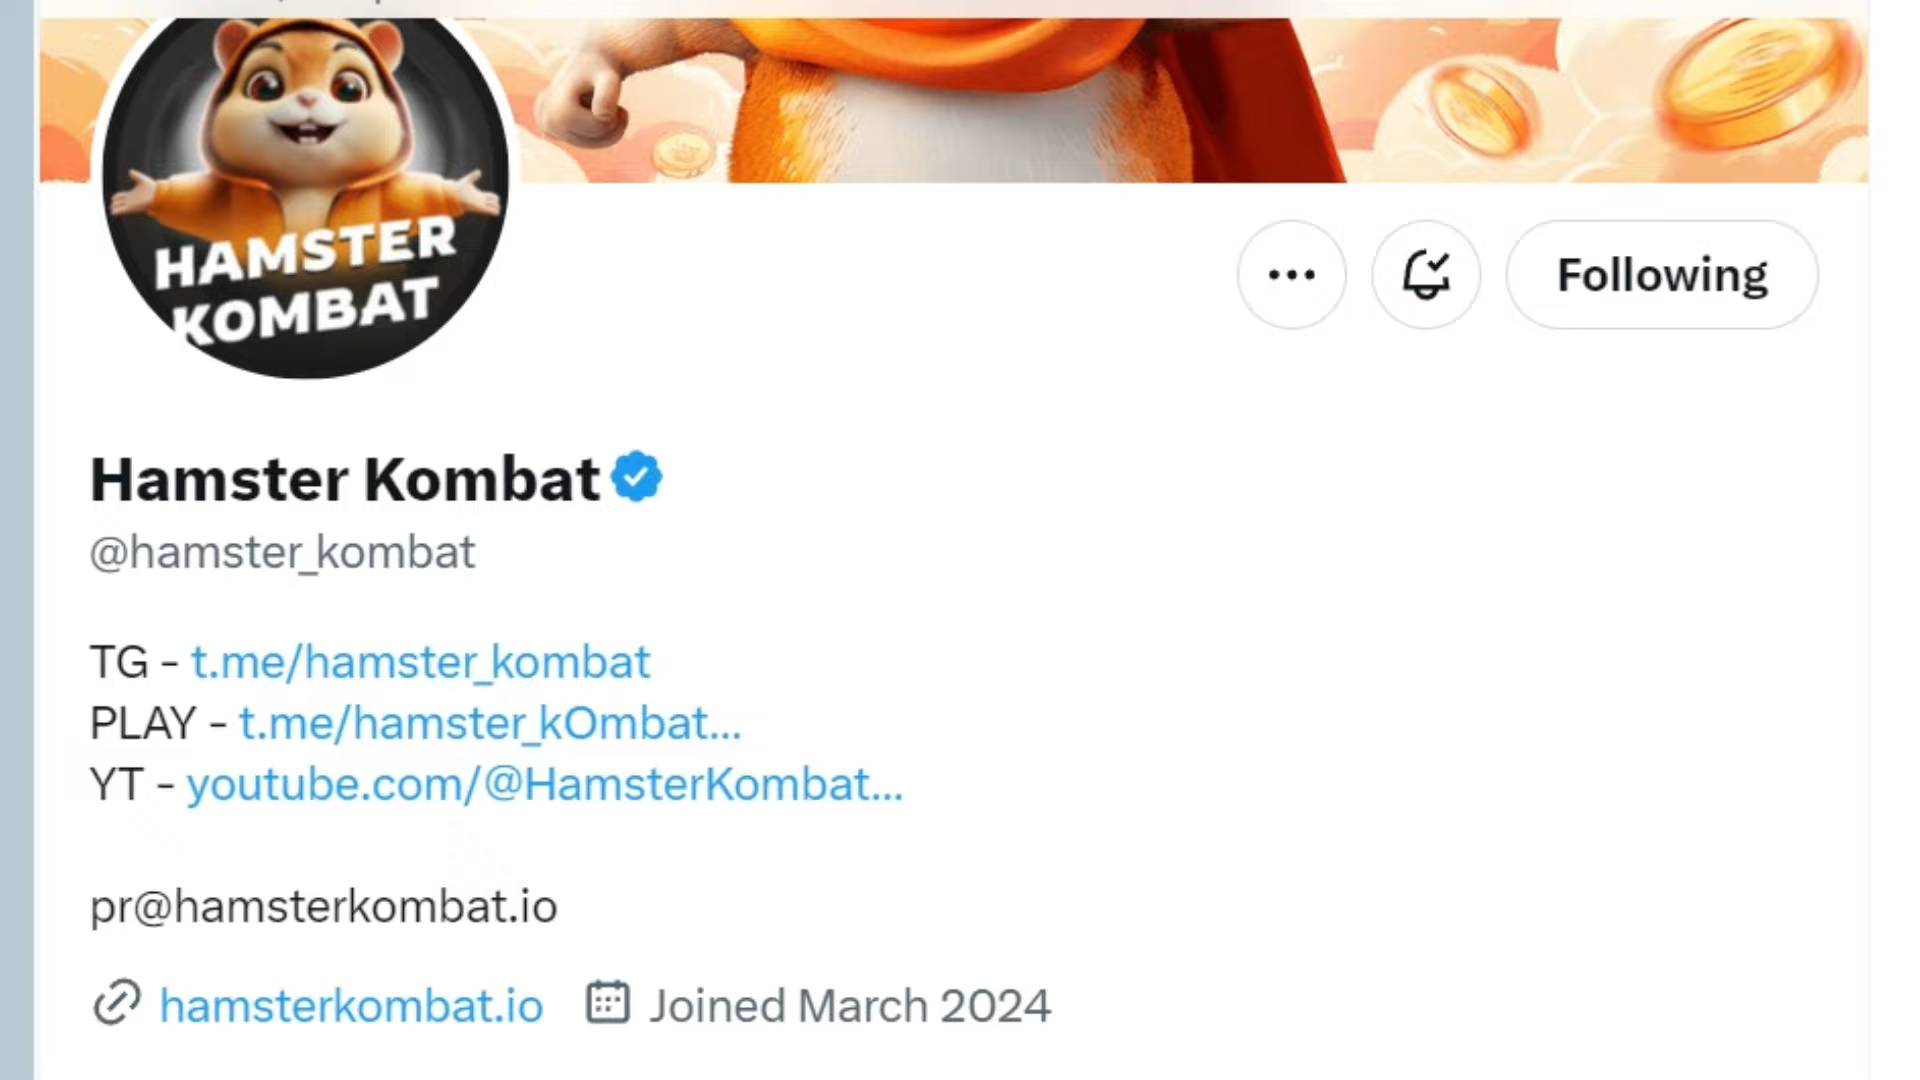 HAMSTER
KOMBAT
Following
Hamster Kombat
@hamster_kombat
TG - t.me/hamster_kombat
PLAY - t.me/hamster_kOmbat...
YT - youtube.com/@HamsterKombat...
pr@hamsterkombat.io
hamsterkombat.io Joined March 2024